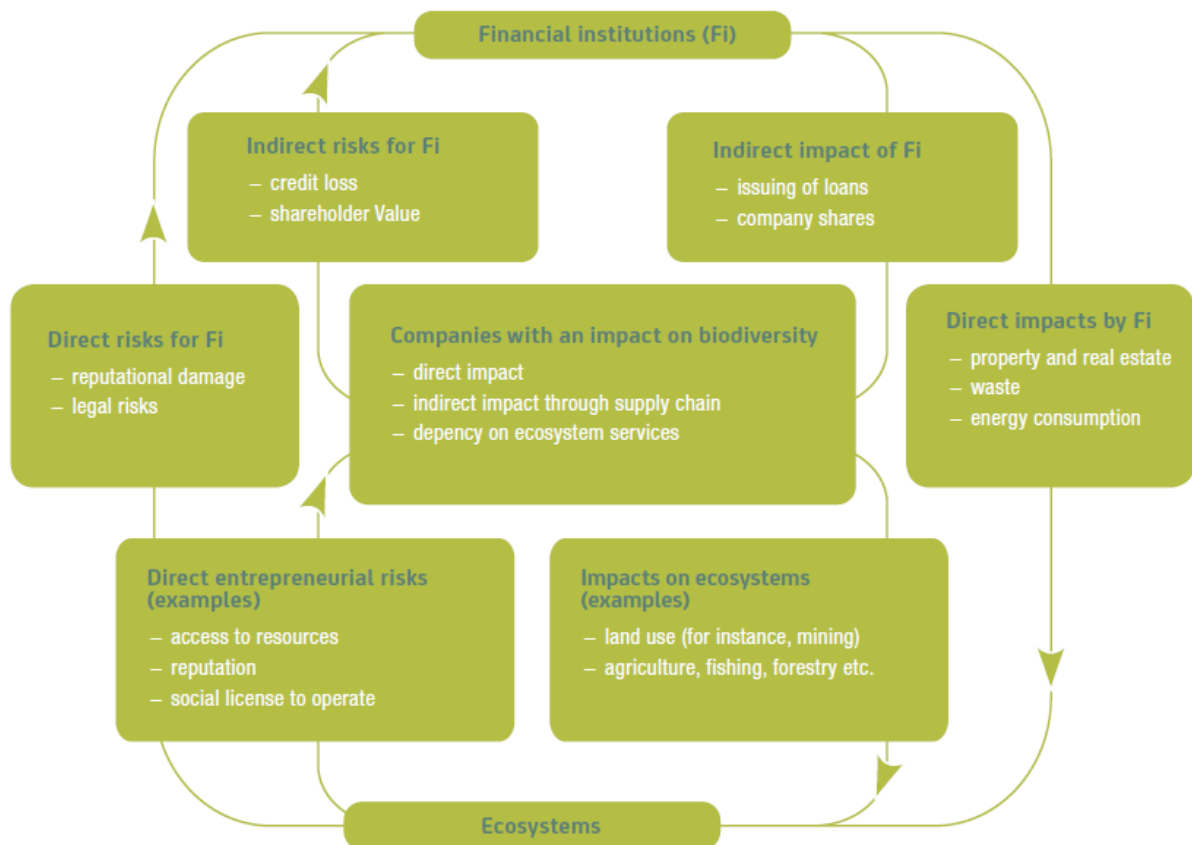 Financial institutions (Fi)
Indirect risks for Fi
– credit loss
– shareholder Value
Indirect impact of Fi
– issuing of loans
– company shares
Direct risks for Fi
– reputational damage
– legal risks
Companies with an impact on biodiversity
– direct impact
– indirect impact through supply chain
– depency on ecosystem services
Direct impacts by Fi
– property and real estate
– waste
– energy consumption
Direct entrepreneurial risks
(examples)
– access to resources
– reputation
– social license to operate
Impacts on ecosystems
(examples)
– land use (for instance, mining)
– agriculture, fishing, forestry etc.
Ecosystems